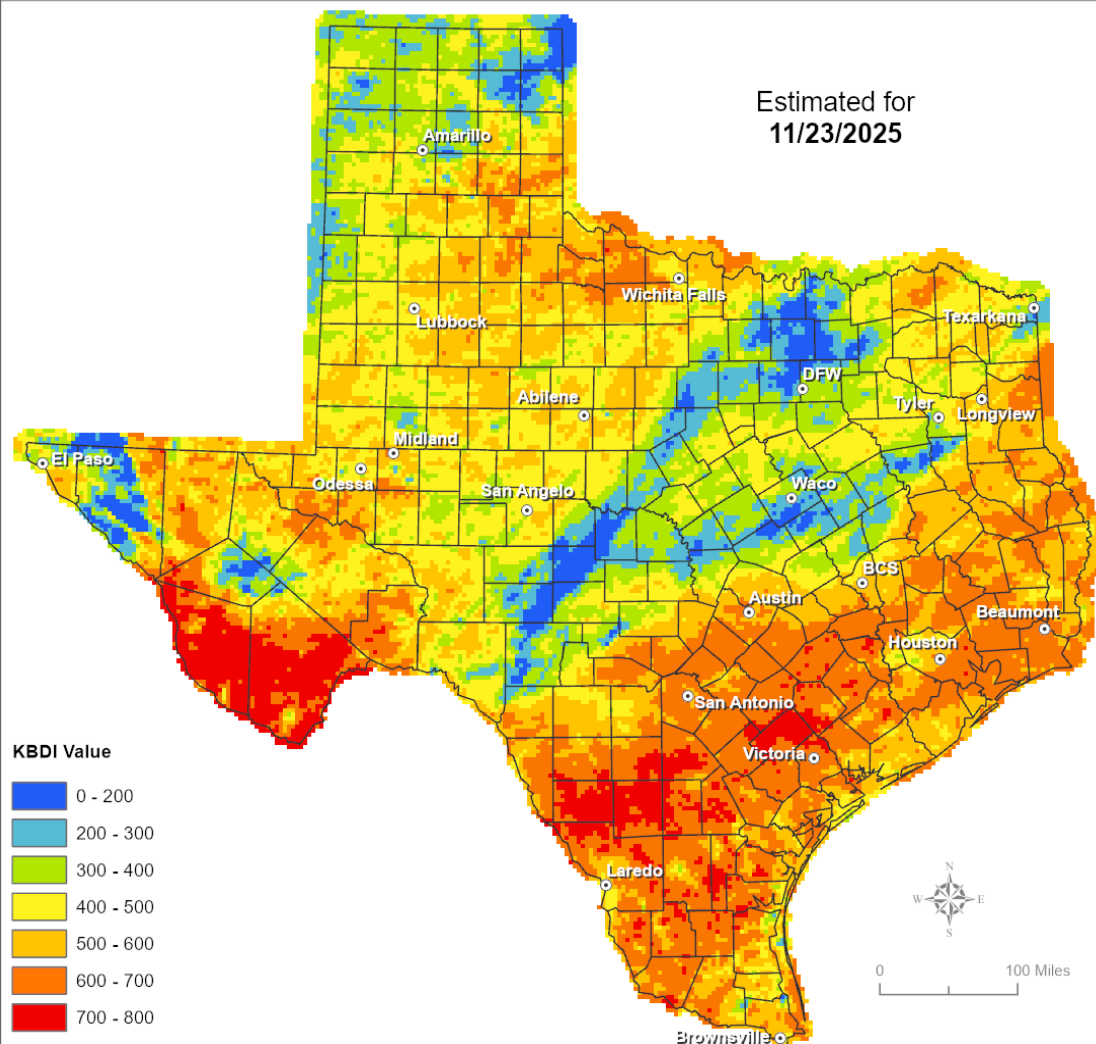 Estimated for
11/23/2025
Amarillo
Wichita Falls
Lubbock
Texarkana
DFW
Abilene
Tyler
Longview
Midland
El Paso
Odessa
San Angelo
Waco
BCS
Austin
Beaumont
Houston
San Antonio
Victoria
KBDI Value
0 - 200
200 - 300
300 - 400
400 - 500
500 - 600
600 - 700
700 - 800
Laredo
N
W E
S
0 100 Miles
Brownsville